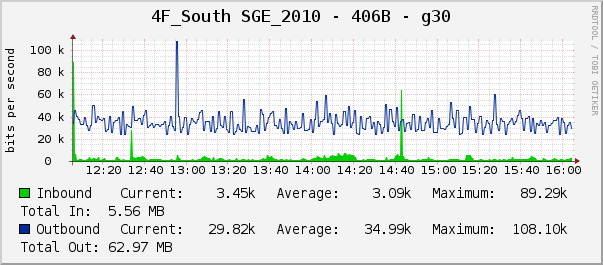 4F_South SGE_2010 - 406B - g30
RRDTOOL / TOBI OETIKER
bits per second
100 k
80 k
60 k
40 k
20 k
0
12:20 12:40 13:00 13:20 13:40 14:00 14:20 14:40 15:00 15:20 15:40 16:00
Inbound Current: 3.45k Average: 3.09k Maximum: 89.29k
Total In: 5.56 MB
Outbound Current: 29.82k Average: 34.99k Maximum: 108.10k
Total Out: 62.97 MB